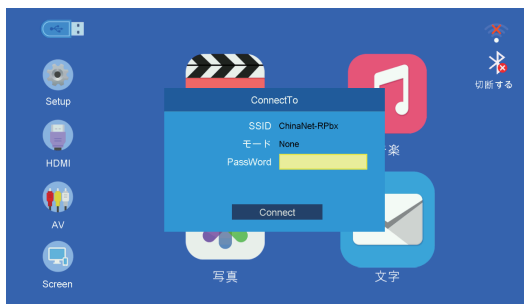 Setup
HDMI
AV
Screen
ConnectTo
SSID ChinaNet-RPbx
モード None
PassWord
Connect
切断する
楽
写真
文字